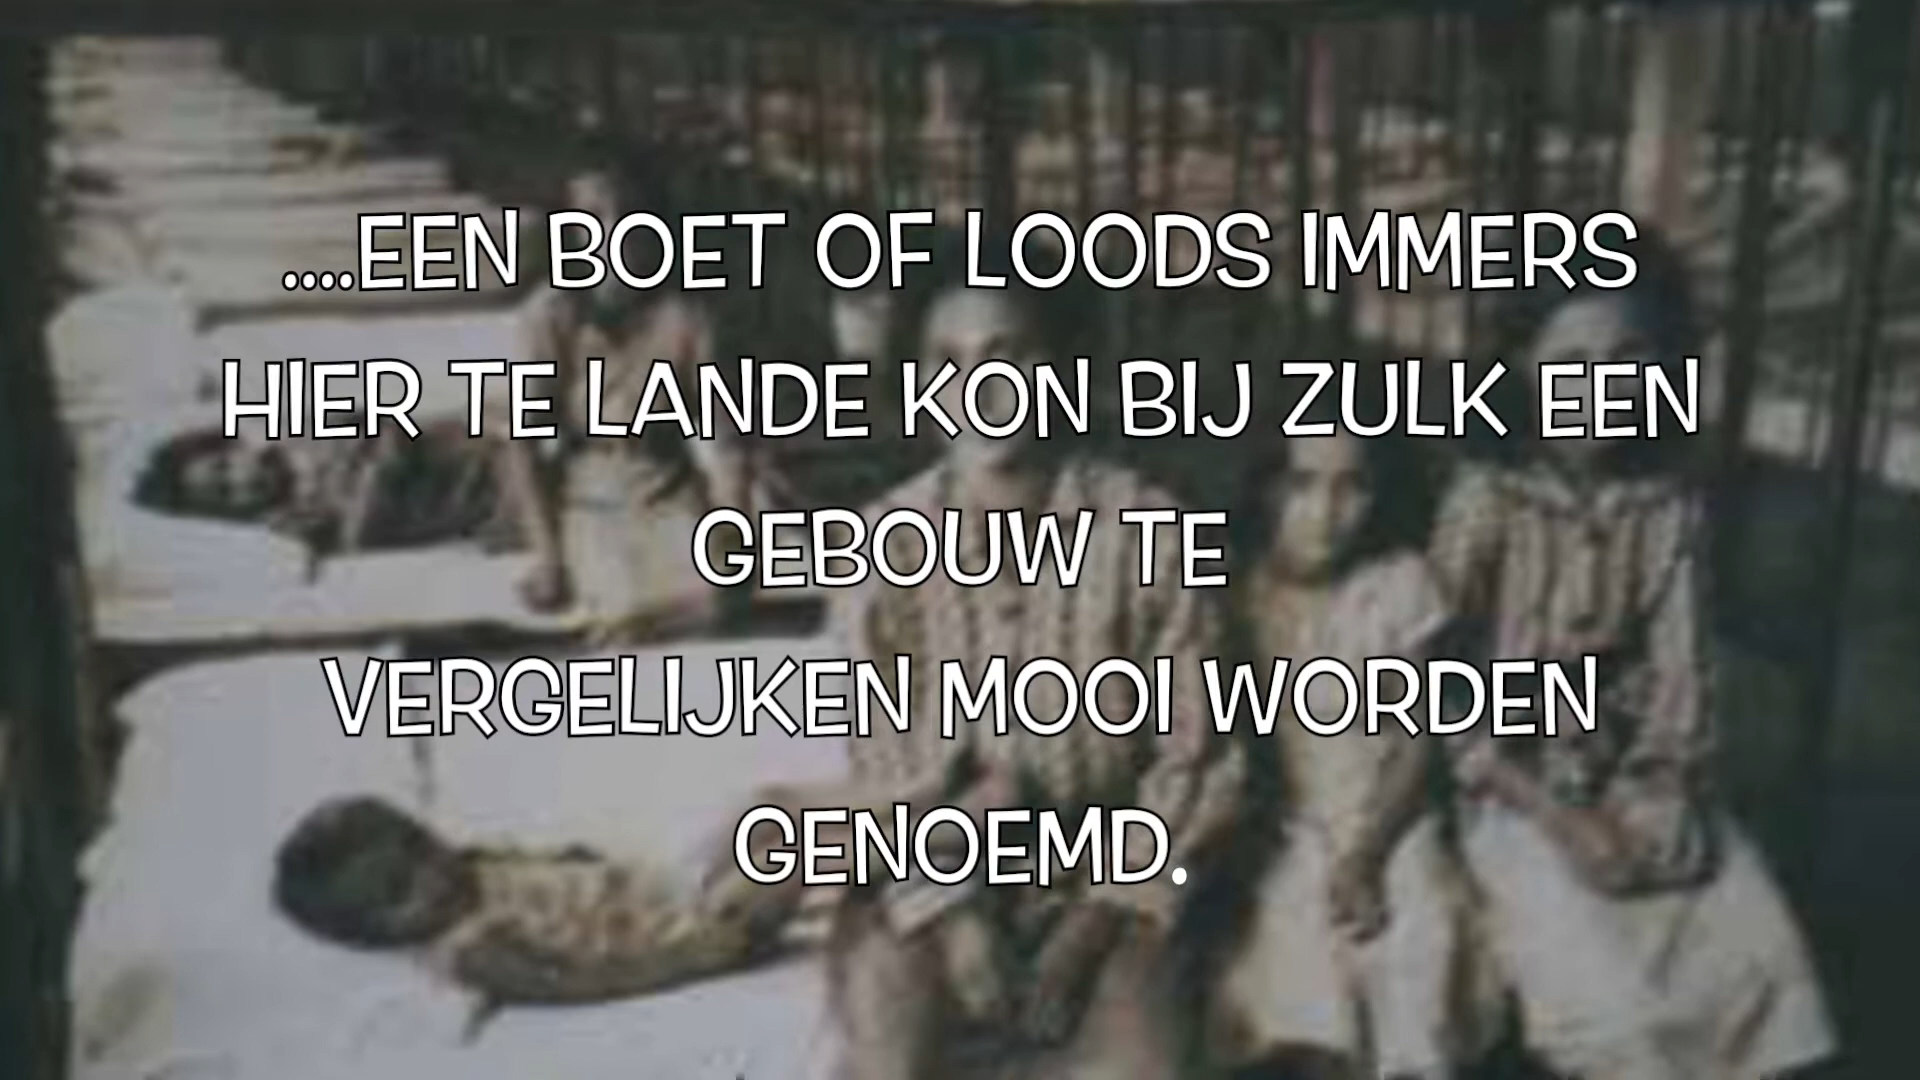 ....EEN BOET OF LOODS IMMERS
HIER TE LANDE KON BIJ ZULK EEN
GEBOUW TE
VERGELIJKEN MOOI WORDEN
GENOEMD.